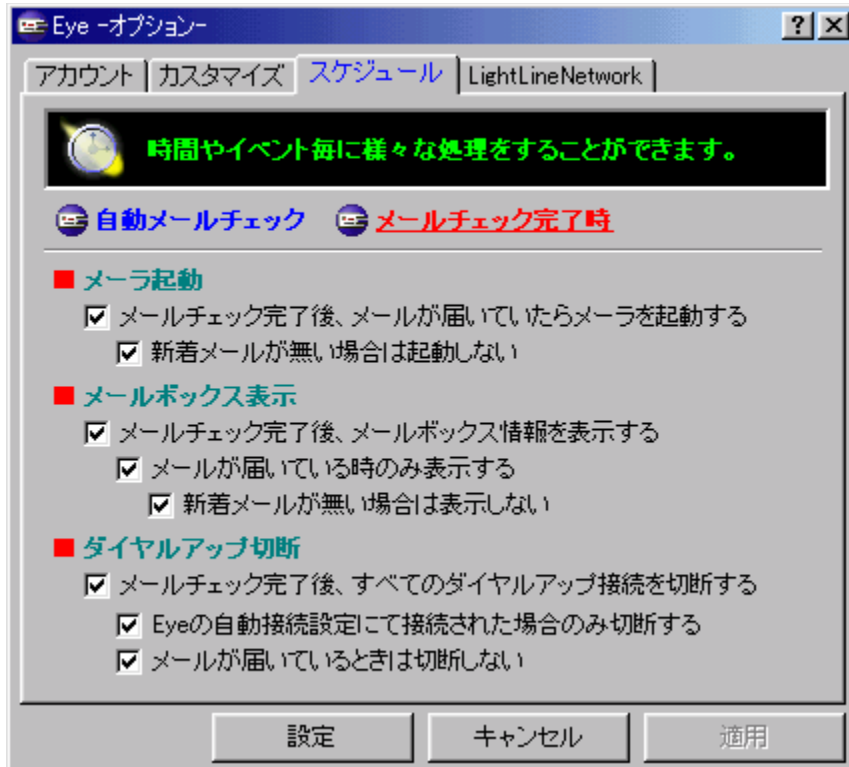 Eye -オプション-
アカウント カスタマイズ スケジュール LightLineNetwork
時間やイベント毎に様々な処理をすることができます。
自動メールチェック メールチェック完了時
メーラ起動
メールチェック完了後、メールが届いていたらメーラを起動する
新着メールが無い場合は起動しない
メールボックス表示
メールチェック完了後、メールボックス情報を表示する
メールが届いている時のみ表示する
新着メールが無い場合は表示しない
ダイヤルアップ切断
メールチェック完了後、すべてのダイヤルアップ接続を切断する
Eyeの自動接続設定にて接続された場合のみ切断する
メールが届いているときは切断しない
設定 キャンセル 適用